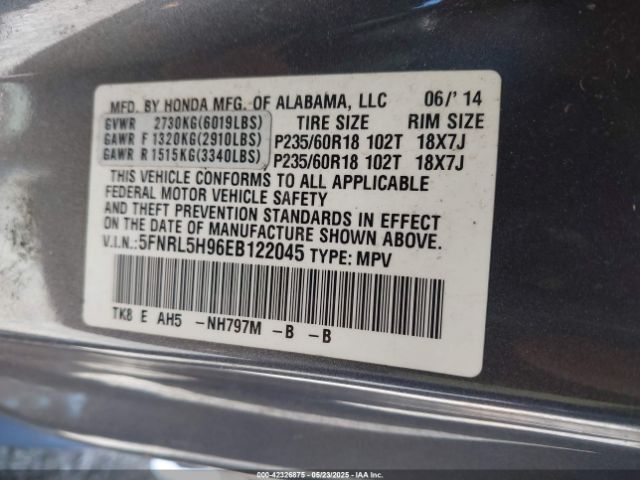 MFD. BY HONDA MFG. OF ALABAMA, LLC 06/' 14
GVWR 2730KG(6019LBS) TIRE SIZE RIM SIZE
GAWR F 1320KG(2910LBS) P235/60R18 102T 18X7J
GAWR R 1515KG(3340LBS) P235/60R18 102T 18X7J
THIS VEHICLE CONFORMS TO ALL APPLICABLE
FEDERAL MOTOR VEHICLE SAFETY
AND THEFT PREVENTION STANDARDS IN EFFECT
ON THE DATE OF MANUFACTURE SHOWN ABOVE.
V.I.N.:5FNRL5H96EB122045 TYPE: MPV
TK8 E AH5 -NH797M -B -B
000-42326875 - 05/23/2025 - IAAI.COM